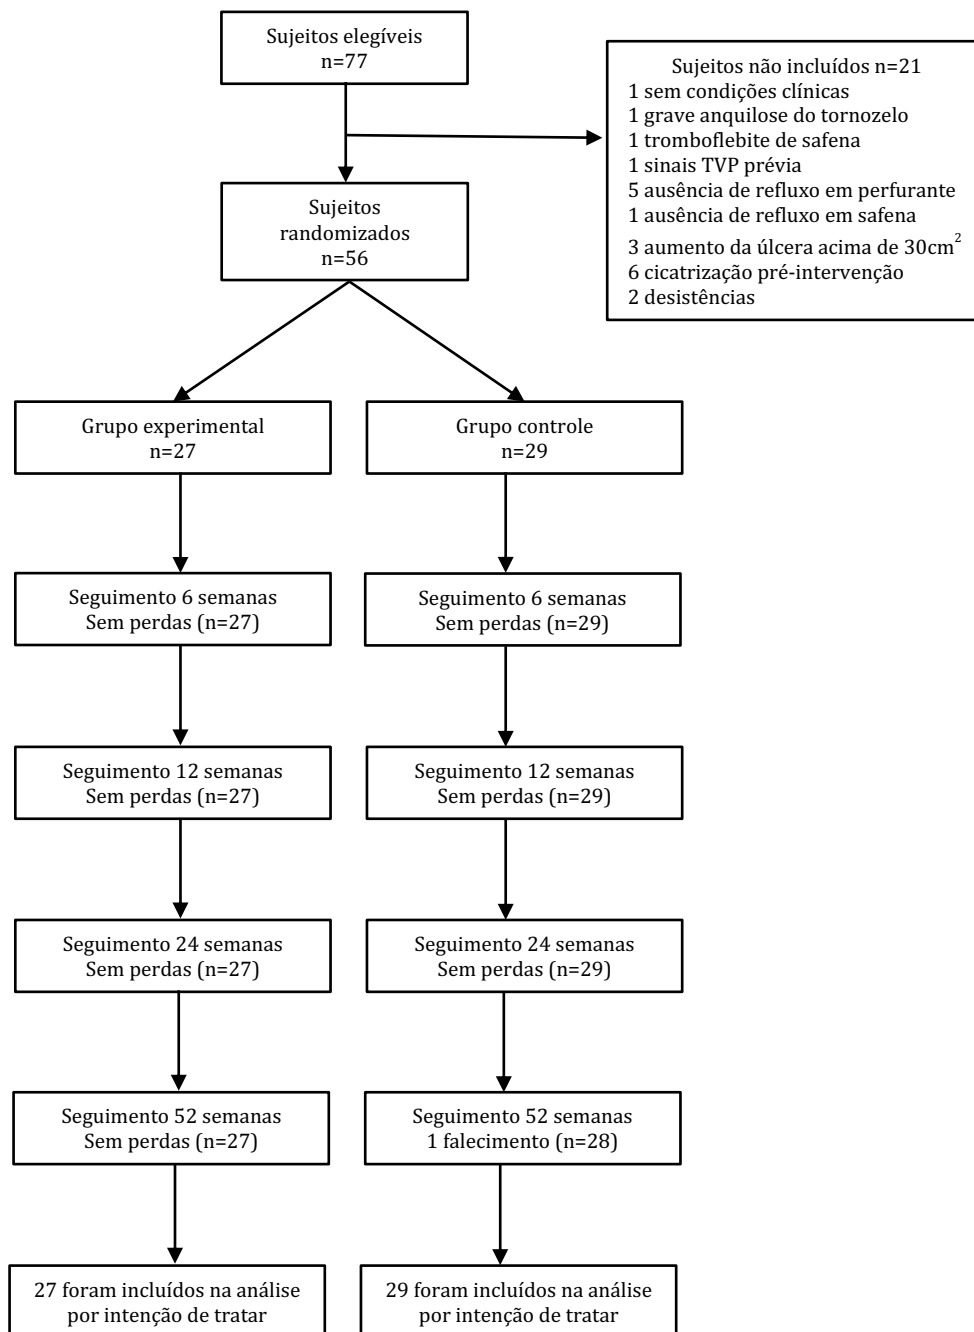 Sujeitos elegíveis
n=77
Sujeitos não incluídos n=21
1 sem condições clínicas
1 grave anquilose do tornozelo
1 tromboflebite de safena
1 sinais TVP prévia
5 ausência de refluxo em perfurante
1 ausência de refluxo em safena
3 aumento da úlcera acima de 30cm²
6 cicatrização pré-intervenção
2 desistências
Sujeitos
randomizados
n=56
Grupo experimental
n=27
Grupo controle
n=29
Seguimento 6 semanas
Sem perdas (n=27)
Seguimento 6 semanas
Sem perdas (n=29)
Seguimento 12 semanas
Sem perdas (n=27)
Seguimento 12 semanas
Sem perdas (n=29)
Seguimento 24 semanas
Sem perdas (n=27)
Seguimento 24 semanas
Sem perdas (n=29)
Seguimento 52 semanas
Sem perdas (n=27)
Seguimento 52 semanas
1 falecimento (n=28)
27 foram incluídos na análise
por intenção de tratar
29 foram incluídos na análise
por intenção de tratar